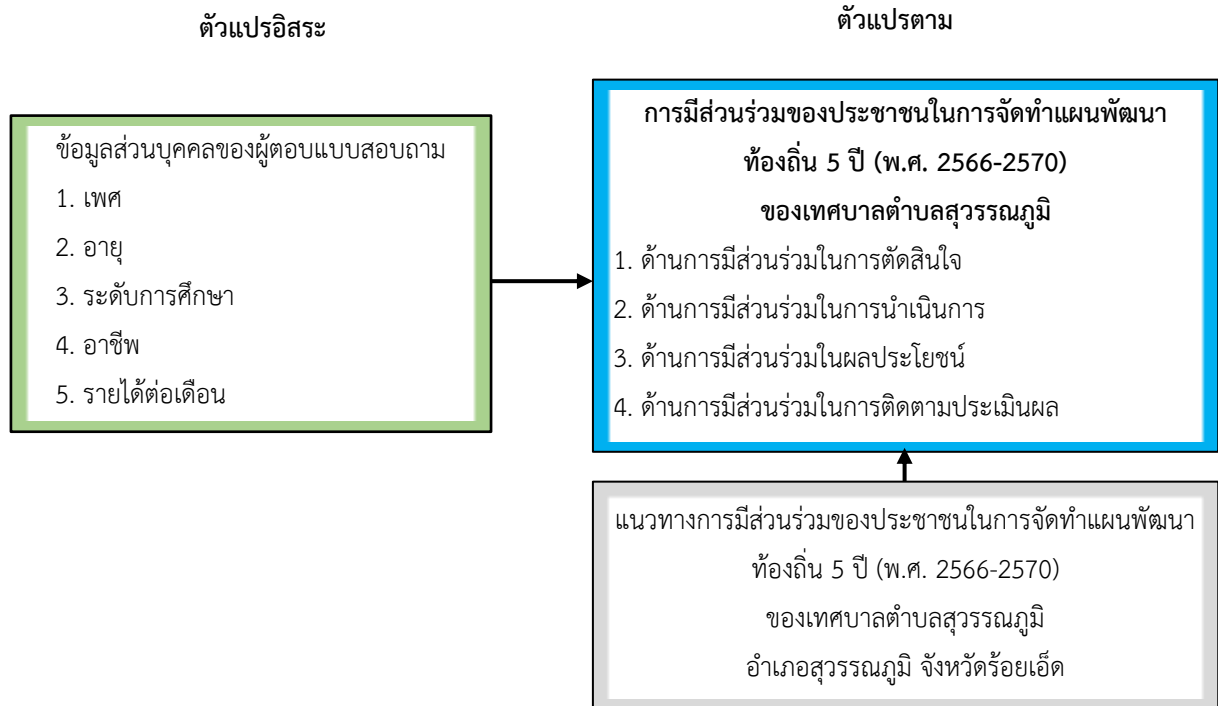 ตัวแปรอิสระ
ตัวแปรตาม
ข้อมูลส่วนบุคคลของผู้ตอบแบบสอบถาม
1. เพศ
2. อายุ
3. ระดับการศึกษา
4. อาชีพ
5. รายได้ต่อเดือน
การมีส่วนร่วมของประชาชนในการจัดทำแผนพัฒนา
ท้องถิ่น 5 ปี (พ.ศ. 2566-2570)
ของเทศบาลตำบลสุวรรณภูมิ
1. ด้านการมีส่วนร่วมในการตัดสินใจ
2. ด้านการมีส่วนร่วมในการนำเนินการ
3. ด้านการมีส่วนร่วมในผลประโยชน์
4. ด้านการมีส่วนร่วมในการติดตามประเมินผล
แนวทางการมีส่วนร่วมของประชาชนในการจัดทำแผนพัฒนา
ท้องถิ่น 5 ปี (พ.ศ. 2566-2570)
ของเทศบาลตำบลสุวรรณภูมิ
อำเภอสุวรรณภูมิ จังหวัดร้อยเอ็ด